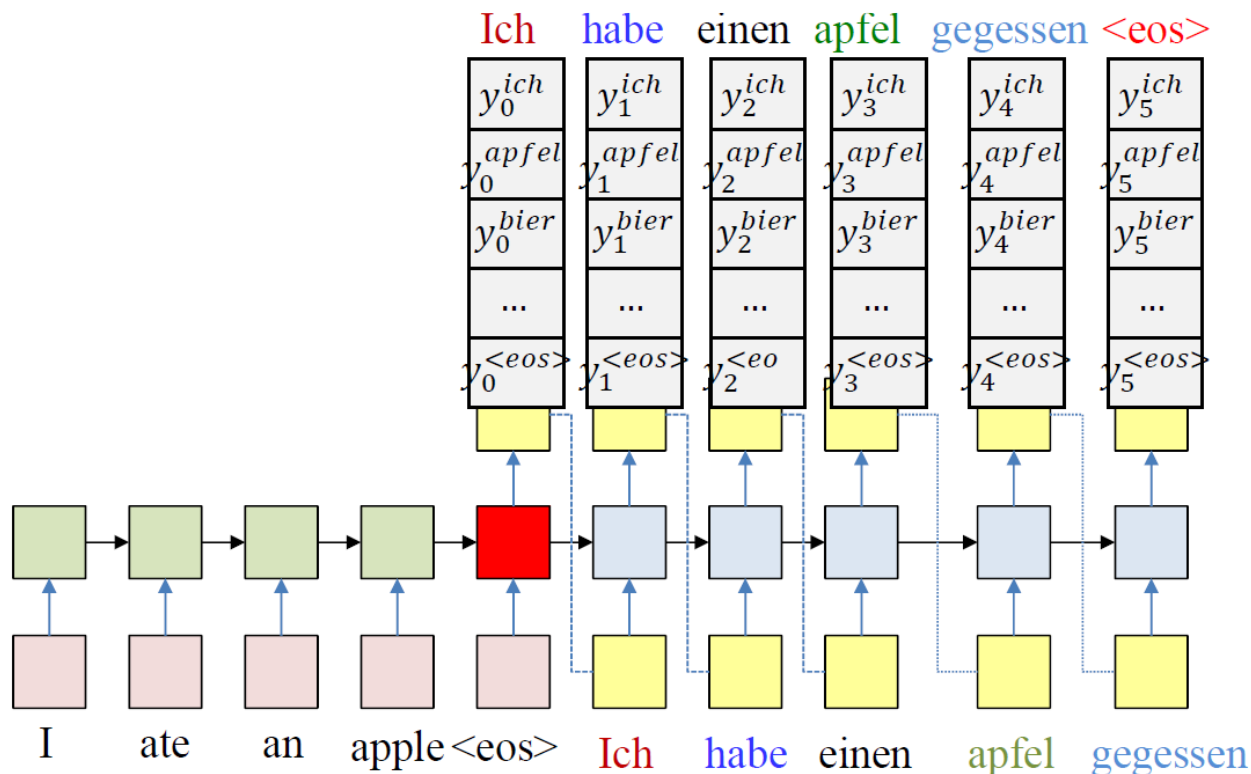 Ich habe einen apfel gegessen <eos>
y_0^{ich} y_1^{ich} y_2^{ich} y_3^{ich} y_4^{ich} y_5^{ich}
y_0^{apfel} y_1^{apfel} y_2^{apfel} y_3^{apfel} y_4^{apfel} y_5^{apfel}
y_0^{bier} y_1^{bier} y_2^{bier} y_3^{bier} y_4^{bier} y_5^{bier}
... ... ... ... ... ...
y_0^{<eos>} y_1^{<eos>} y_2^{<eo} y_3^{<eos>} y_4^{<eos>} y_5^{<eos>}
I ate an apple <eos> Ich habe einen apfel gegessen